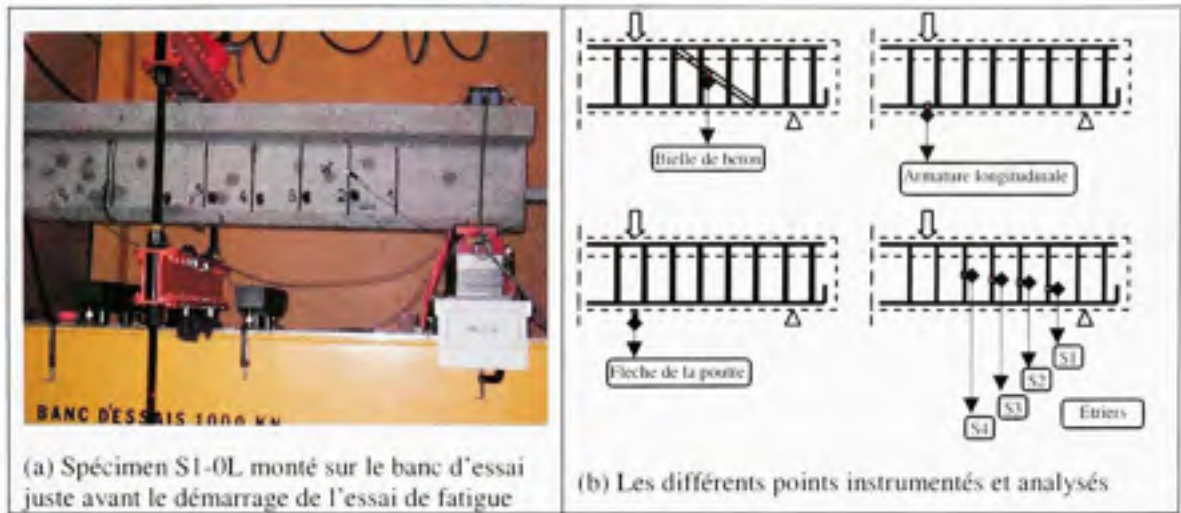 BANC D'ESSAIS 1000 KN
(a) Spécimen S1-0L monté sur le banc d'essai
juste avant le démarrage de l'essai de fatigue
Bielle de béton
Armature longitudinale
Flèche de la poutre
S1
S2
S3
S4
Etriers
(b) Les différents points instrumentés et analysés